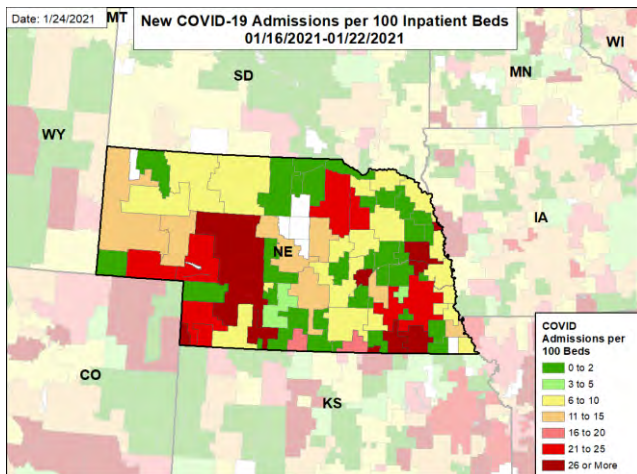 Date: 1/24/2021
New COVID-19 Admissions per 100 Inpatient Beds
01/16/2021-01/22/2021
MT
WI
MN
SD
WY
IA
NE
CO
KS
COVID
Admissions per
100 Beds
0 to 2
3 to 5
6 to 10
11 to 15
16 to 20
21 to 25
26 or More